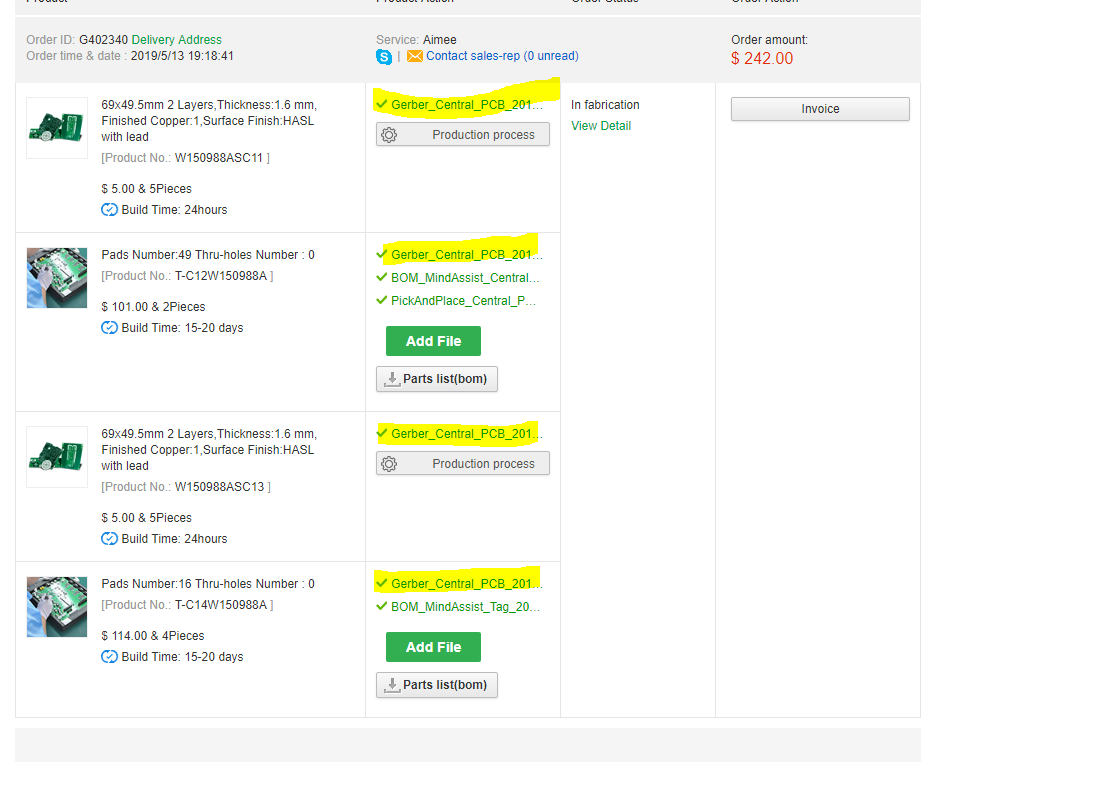 Order ID: G402340 Delivery Address
Order time & date : 2019/5/13 19:18:41
Service: Aimee
| Contact sales-rep (0 unread)
Order amount:
$ 242.00
69x49.5mm 2 Layers,Thickness:1.6 mm,
Finished Copper:1,Surface Finish:HASL
with lead
[Product No.: W150988ASC11 ]
$ 5.00 & 5Pieces
Build Time: 24hours
Gerber_Central_PCB_201...
Production process
In fabrication
View Detail
Invoice
Pads Number:49 Thru-holes Number : 0
[Product No.: T-C12W150988A ]
$ 101.00 & 2Pieces
Build Time: 15-20 days
Gerber_Central_PCB_201...
BOM_MindAssist_Central...
PickAndPlace_Central_P...
Add File
Parts list(bom)
69x49.5mm 2 Layers,Thickness:1.6 mm,
Finished Copper:1,Surface Finish:HASL
with lead
[Product No.: W150988ASC13 ]
$ 5.00 & 5Pieces
Build Time: 24hours
Gerber_Central_PCB_201...
Production process
Pads Number:16 Thru-holes Number : 0
[Product No.: T-C14W150988A ]
$ 114.00 & 4Pieces
Build Time: 15-20 days
Gerber_Central_PCB_201...
BOM_MindAssist_Tag_20...
Add File
Parts list(bom)